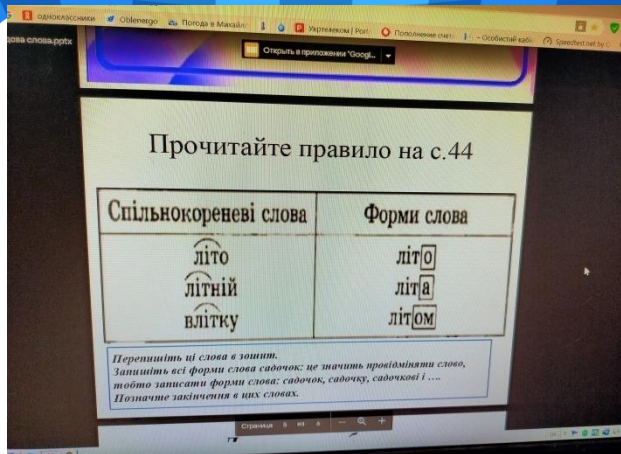 одноклассники Oblenergo Погода в Михайл Укртелеком | Port Пополнение счет - Особистий кабі Speedtest.net by O
дова слова.pptx
Открыть в приложении "Googl...
Прочитайте правило на с.44
Спільнокореневі слова Форми слова
літо літо
літній літа
влітку літом
Перепишіть ці слова в зошит.
Запишіть всі форми слова садочок: це значить провідміняти слово,
тобто записати форми слова: садочок, садочку, садочкові і ....
Позначте закінчення в цих словах.
Страница 5 из 6 − +